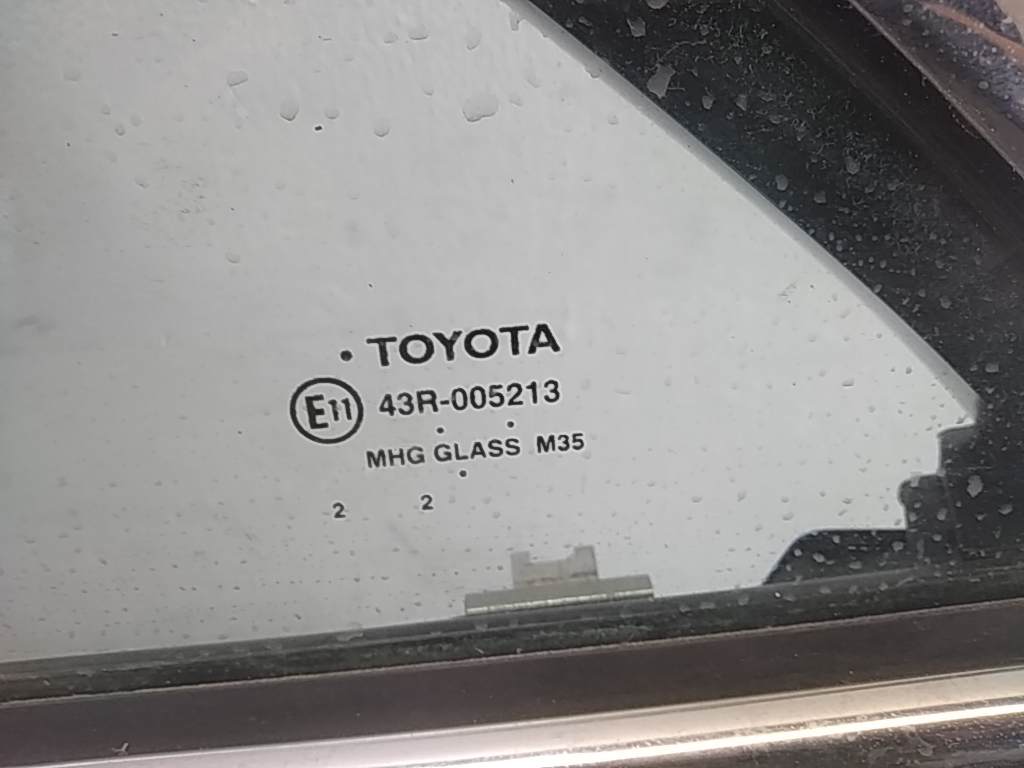 TOYOTA
E11 43R-005213
MHG GLASS M35
2 2